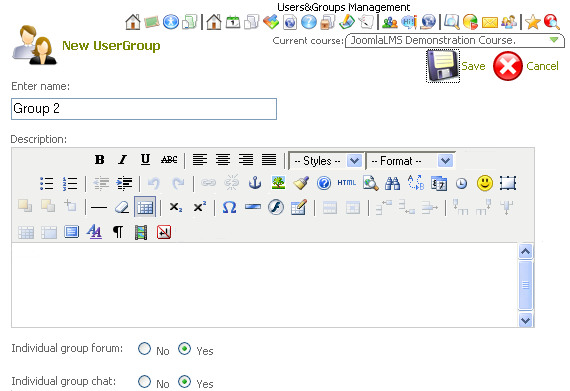 Users&Groups Management
New UserGroup
Current course: JoomlaLMS Demonstration Course.
Save Cancel
Enter name:
Group 2
Description:
B I U ABC -- Styles -- -- Format --
HTML
Individual group forum: No Yes
Individual group chat: No Yes